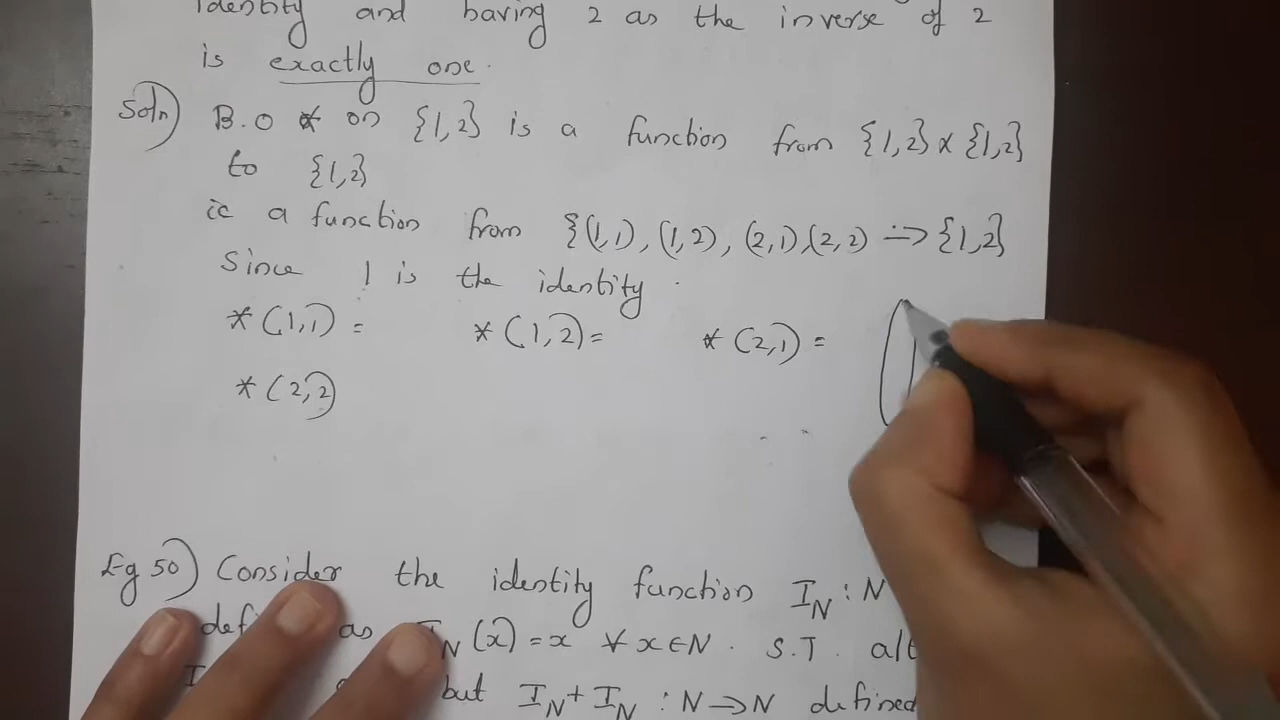 identity and having 2 as the inverse of 2
is exactly one.
Soln) B.O * on {1,2} is a function from {1,2} x {1,2}
to {1,2}
ie a function from {(1,1), (1,2), (2,1),(2,2) → {1,2}
Since 1 is the identity.
*(1,1) = *(1,2)= *(2,1) =
*(2,2)
Eg 50) Consider the identity function I_N : N
as I_N(x) = x ∀ x ∈ N. S.T.
but I_N + I_N : N → N defined